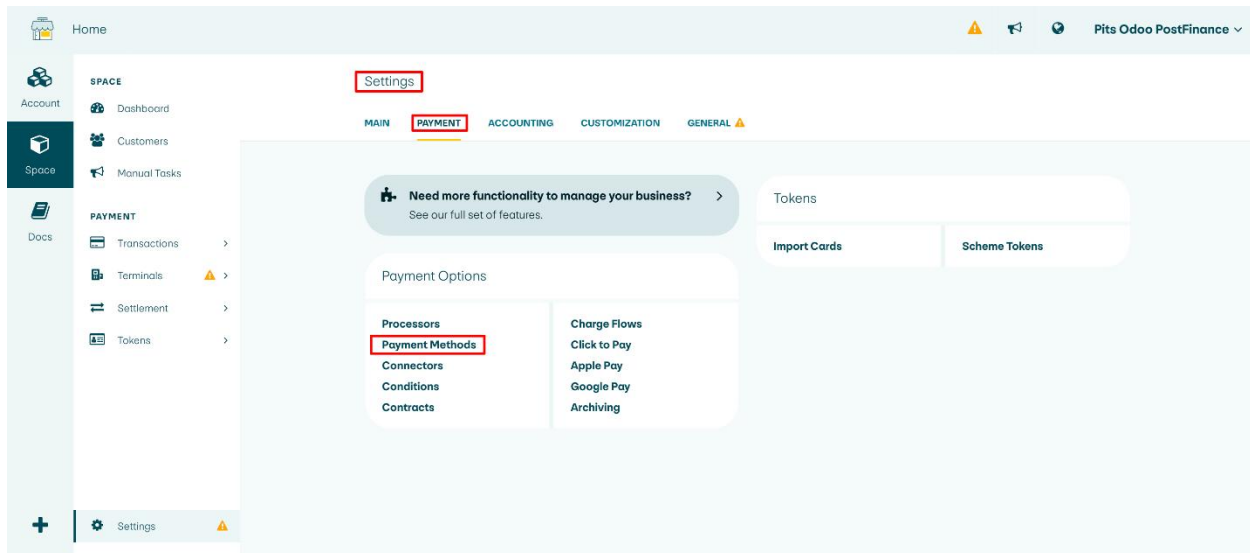 Home
Pits Odoo PostFinance
Account
Space
Docs
SPACE
Dashboard
Customers
Manual Tasks
PAYMENT
Transactions
Terminals
Settlement
Tokens
Settings
Settings
MAIN PAYMENT ACCOUNTING CUSTOMIZATION GENERAL
Need more functionality to manage your business?
See our full set of features.
Payment Options
Processors
Payment Methods
Connectors
Conditions
Contracts
Charge Flows
Click to Pay
Apple Pay
Google Pay
Archiving
Tokens
Import Cards
Scheme Tokens